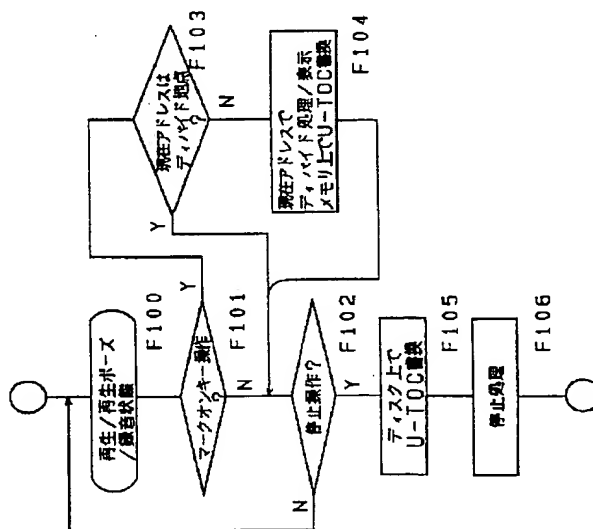 再生/再生ポーズ
/録音状態
F100
マークオンキー操作
?
F101
Y
N
現在アドレスは
ディバイド地点
?
F103
Y
N
現在アドレスで
ディバイド処理/表示
メモリ上でU-TOC書換
F104
停止操作?
F102
N
Y
ディスク上で
U-TOC書換
F105
停止処理
F106